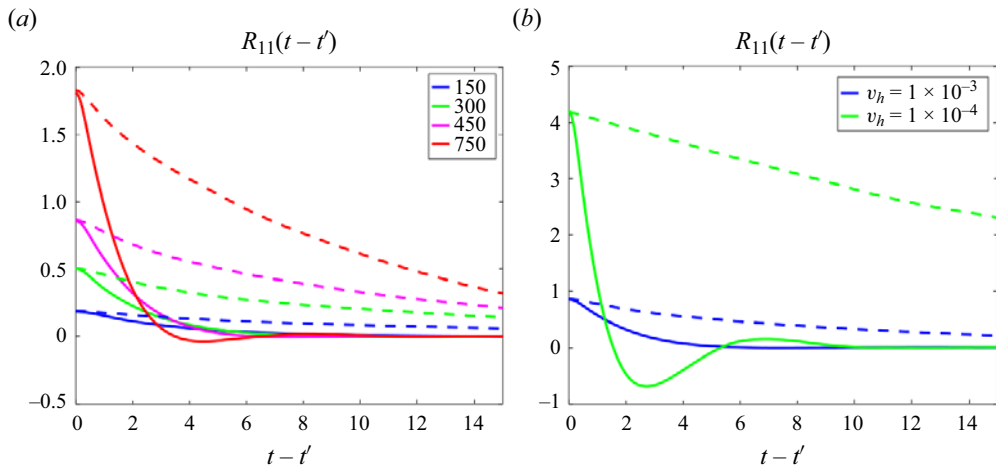 (a)
R₁₁(t – t′)
2.0
1.5
1.0
0.5
0
–0.5
0 2 4 6 8 10 12 14
t – t′
150
300
450
750
(b)
R₁₁(t – t′)
5
4
3
2
1
0
–1
0 2 4 6 8 10 12 14
t – t′
νₕ = 1 × 10⁻³
νₕ = 1 × 10⁻⁴